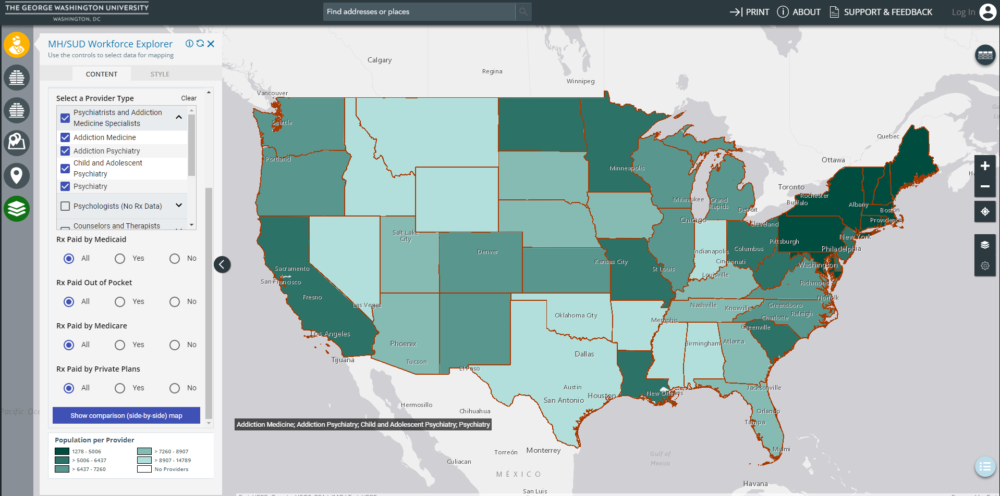 THE GEORGE WASHINGTON UNIVERSITY
WASHINGTON, DC
Find addresses or places
PRINT
ABOUT
SUPPORT & FEEDBACK
Log In
MH/SUD Workforce Explorer
Use the controls to select data for mapping
CONTENT
STYLE
Select a Provider Type
Clear
Psychiatrists and Addiction
Medicine Specialists
Addiction Medicine
Addiction Psychiatry
Child and Adolescent
Psychiatry
Psychiatry
Psychologists (No Rx Data)
Counselors and Therapists
Rx Paid by Medicaid
All Yes No
Rx Paid Out of Pocket
All Yes No
Rx Paid by Medicare
All Yes No
Rx Paid by Private Plans
All Yes No
Show comparison (side-by-side) map
Population per Provider
1278 - 5006
> 5006 - 6437
> 6437 - 7260
> 7260 - 8907
> 8907 - 14789
No Providers
Addiction Medicine; Addiction Psychiatry; Child and Adolescent Psychiatry; Psychiatry
Calgary
Regina
Winnipeg
Vancouver
Seattle
Portland
Quebec
Ottawa
Toronto
Minneapolis
Milwaukee
Grand
Rapids
Detroit
Rochester
Buffalo
Albany
Boston
Providence
Chicago
Cleveland
New York
Pittsburgh
Philadelphia
Salt Lake
City
Denver
Kansas City
St Louis
Indianapolis
Columbus
Cincinnati
Louisville
Washington
Richmond
Norfolk
Sacramento
San Francisco
Fresno
Las Vegas
Los Angeles
Tijuana
Phoenix
Tucson
El Paso
Oklahoma City
Dallas
Memphis
Nashville
Knoxville
Greensboro
Raleigh
Charlotte
Greenville
Birmingham
Atlanta
Austin
San Antonio
Houston
New Orleans
Jacksonville
Orlando
Tampa
Miami
Hermosillo
Chihuahua
Torreón
Monterrey
Culiacan
Gulf of
Mexico
MÉXICO
San Luis
Havana
Pacific Oce